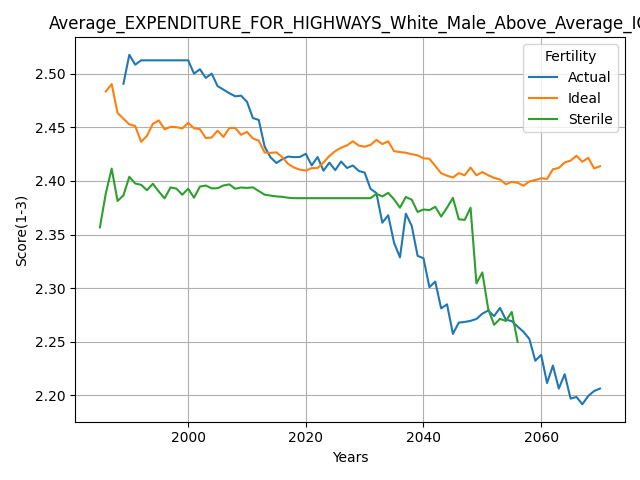 Average_EXPENDITURE_FOR_HIGHWAYS_White_Male_Above_Average_IQ
Fertility
Actual
Ideal
Sterile
2.50
2.45
2.40
2.35
2.30
2.25
2.20
Score(1-3)
2000
2020
2040
2060
Years